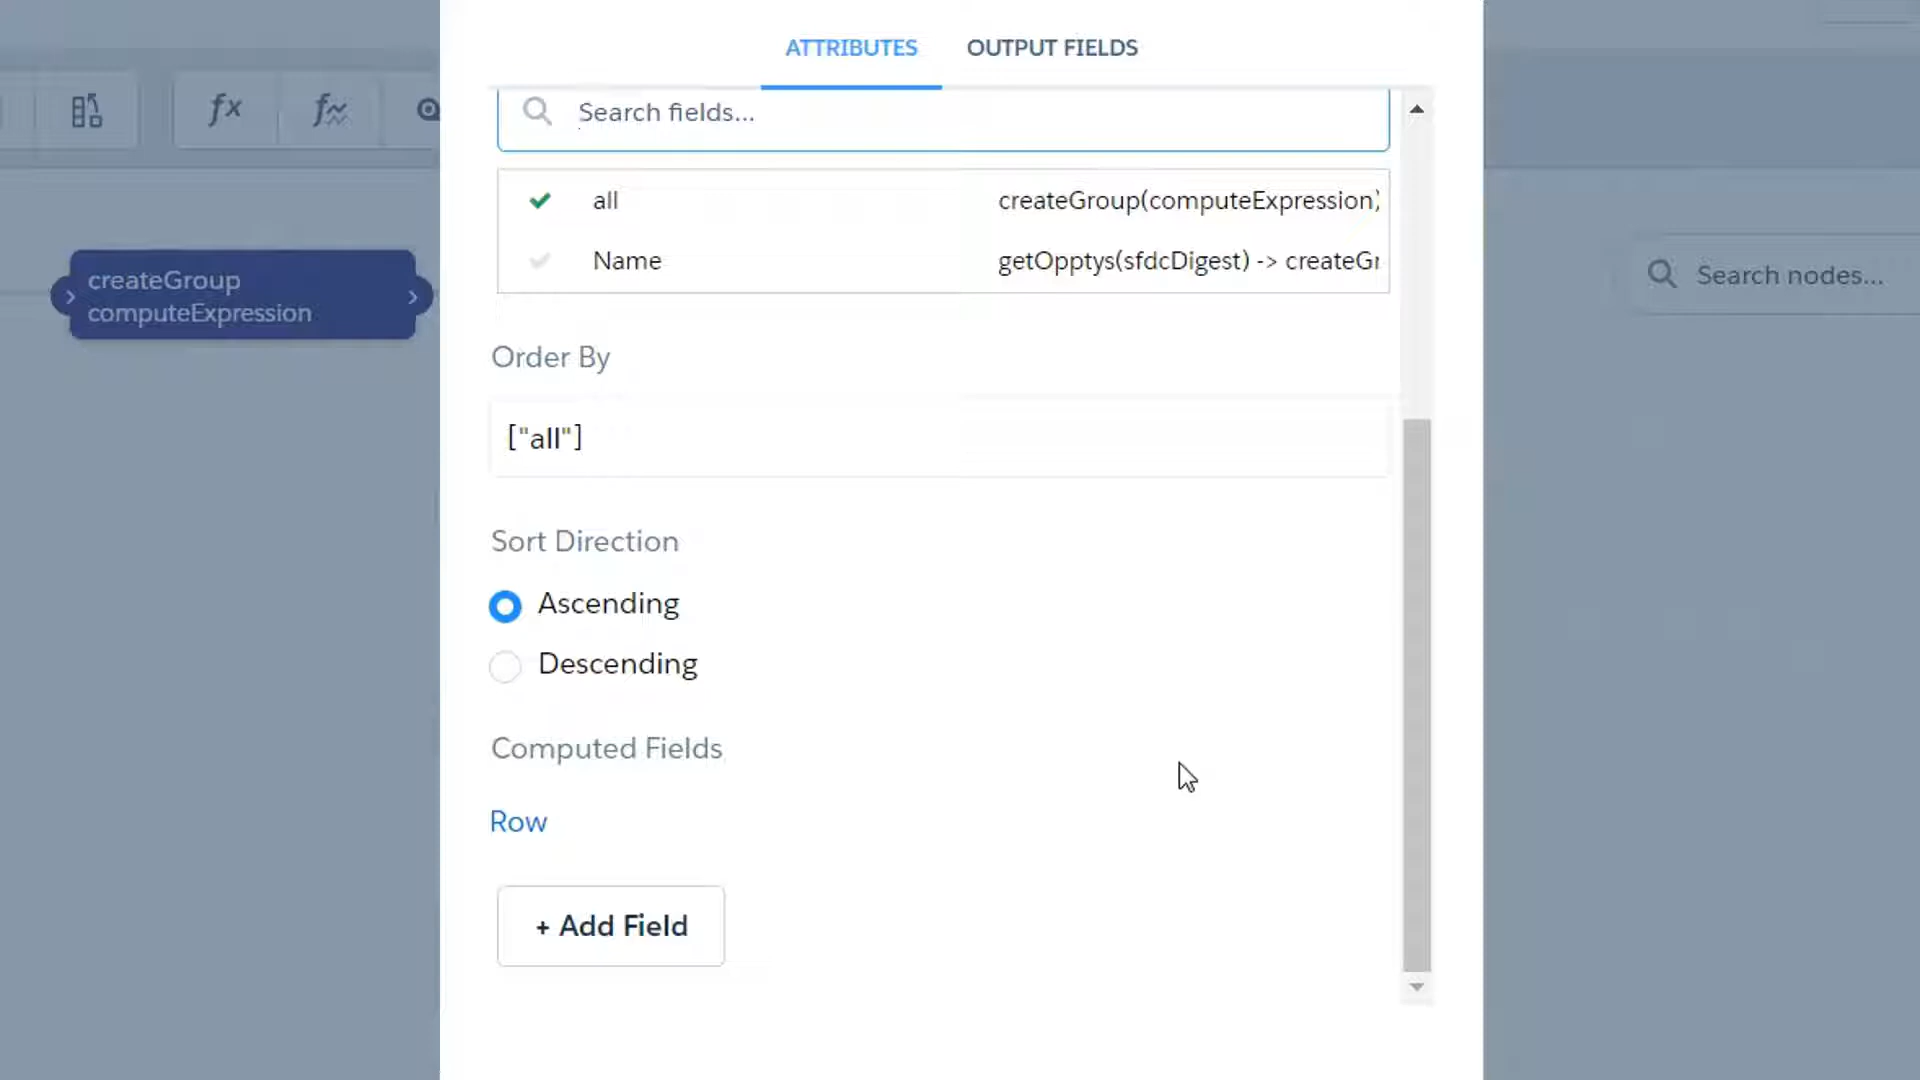 ATTRIBUTES OUTPUT FIELDS
fx
Search fields...
all createGroup(computeExpression)
Name getOpptys(sfdcDigest) -> createGr
createGroup
computeExpression
Search nodes...
Order By
["all"]
Sort Direction
Ascending
Descending
Computed Fields
Row
+ Add Field